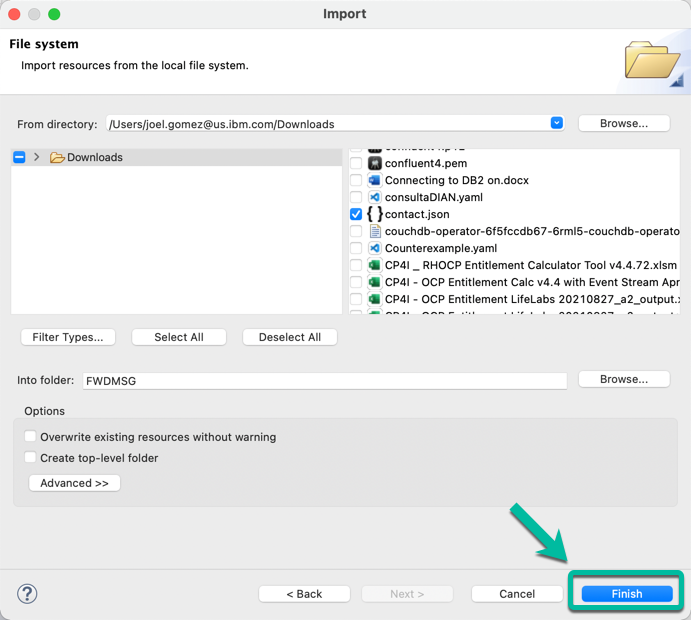 Import
File system
Import resources from the local file system.
From directory: /Users/joel.gomez@us.ibm.com/Downloads Browse...
Downloads
confluent4.pem
Connecting to DB2 on.docx
consultaDIAN.yaml
{ } contact.json
couchdb-operator-6f5fccdb67-6rml5-couchdb-operato
Counterexample.yaml
CP4I _ RHOCP Entitlement Calculator Tool v4.4.72.xlsm
CP4I - OCP Entitlement Calc v4.4 with Event Stream Apr
CP4I - OCP Entitlement LifeLabs 20210827_a2_output.x
Filter Types... Select All Deselect All
Into folder: FWDMSG Browse...
Options
Overwrite existing resources without warning
Create top-level folder
Advanced >>
? < Back Next > Cancel Finish